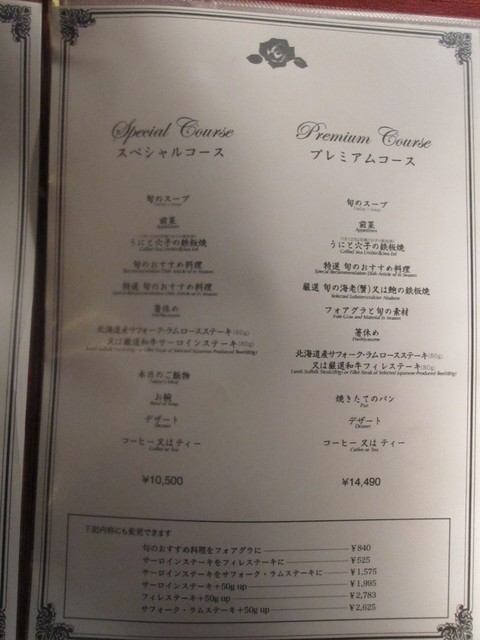 Special Course
スペシャルコース
旬のスープ
前菜
Appetizers
うにと穴子の鉄板焼
旬のおすすめ料理
特選 旬のおすすめ料理
箸休め
北海道産サフォーク・ラムロースステーキ(80g)
又は厳選和牛サーロインステーキ(80g)
本日のご飯物
お椀
デザート
Dessert
コーヒー 又は ティー
Coffee or Tea
¥10,500
Premium Course
プレミアムコース
旬のスープ
前菜
Appetizers
うにと穴子の鉄板焼
特選 旬のおすすめ料理
厳選 旬の海老(蟹)又は鮑の鉄板焼
フォアグラと旬の素材
箸休め
北海道産サフォーク・ラムロースステーキ(80g)
又は厳選和牛フィレステーキ(80g)
焼きたてのパン
デザート
Dessert
コーヒー 又は ティー
Coffee or Tea
¥14,490
下記内容にも変更できます
旬のおすすめ料理をフォアグラに ¥840
サーロインステーキをフィレステーキに ¥525
サーロインステーキをサフォーク・ラムステーキに ¥1,575
サーロインステーキ+50g up ¥1,995
フィレステーキ+50g up ¥2,783
サフォーク・ラムステーキ+50g up ¥2,625